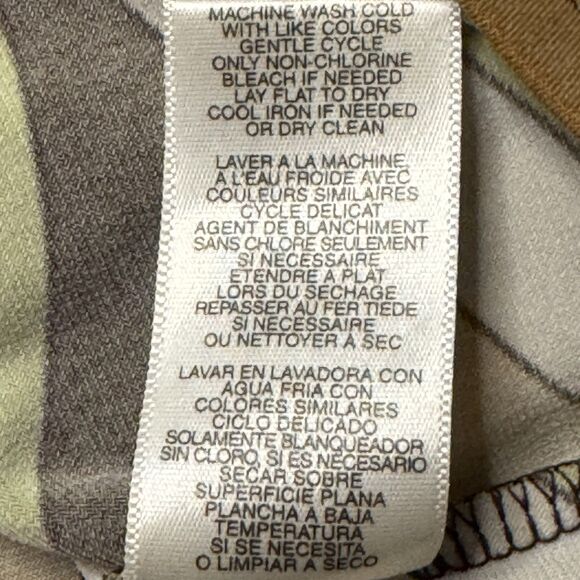 MACHINE WASH COLD
WITH LIKE COLORS
GENTLE CYCLE
ONLY NON-CHLORINE
BLEACH IF NEEDED
LAY FLAT TO DRY
COOL IRON IF NEEDED
OR DRY CLEAN
LAVER A LA MACHINE
A L'EAU FROIDE AVEC
COULEURS SIMILAIRES
CYCLE DELICAT
AGENT DE BLANCHIMENT
SANS CHLORE SEULEMENT
SI NECESSAIRE
ETENDRE A PLAT
LORS DU SECHAGE
REPASSER AU FER TIEDE
SI NECESSAIRE
OU NETTOYER A SEC
LAVAR EN LAVADORA CON
AGUA FRIA CON
COLORES SIMILARES
CICLO DELICADO
SOLAMENTE BLANQUEADOR
SIN CLORO, SI ES NECESARIO
SECAR SOBRE
SUPERFICIE PLANA
PLANCHA A BAJA
TEMPERATURA
SI SE NECESITA
O LIMPIAR A SECO